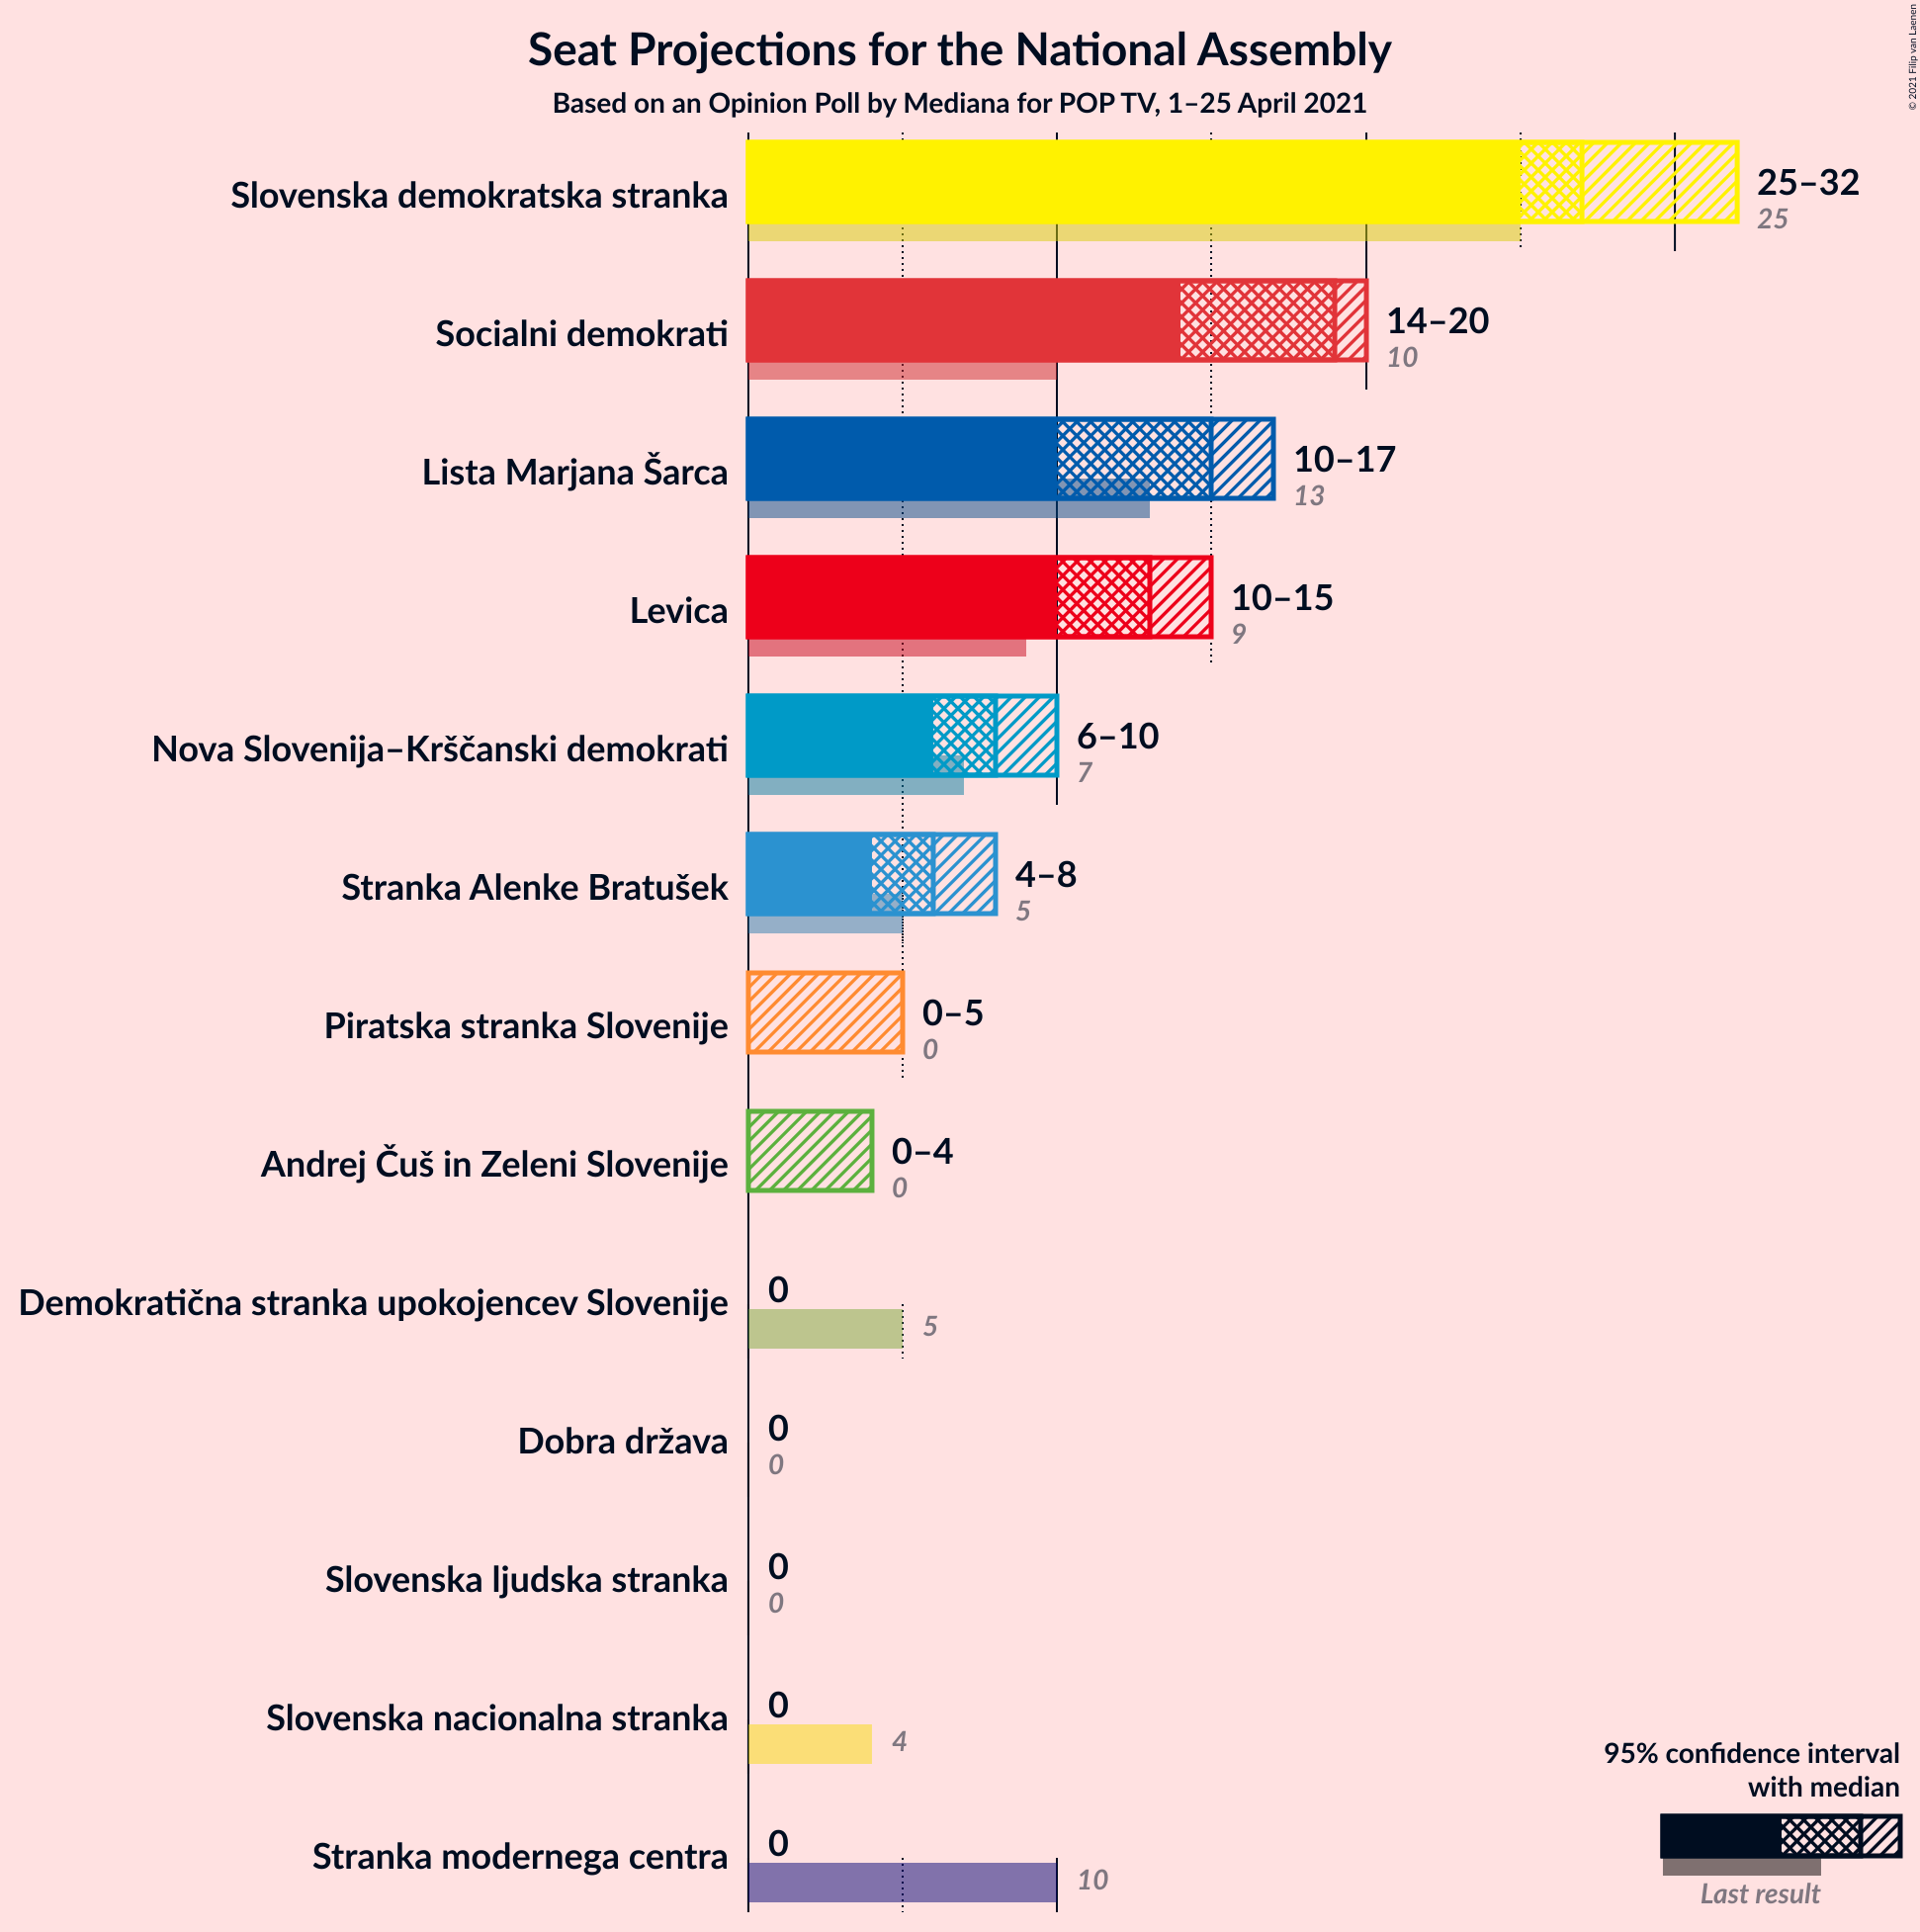 Seat Projections for the National Assembly
Based on an Opinion Poll by Mediana for POP TV, 1–25 April 2021
© 2021 Filip van Laenen
Slovenska demokratska stranka
25–32
25
Socialni demokrati
14–20
10
Lista Marjana Šarca
10–17
13
Levica
10–15
9
Nova Slovenija–Krščanski demokrati
6–10
7
Stranka Alenke Bratušek
4–8
5
Piratska stranka Slovenije
0–5
0
Andrej Čuš in Zeleni Slovenije
0–4
0
Demokratična stranka upokojencev Slovenije
0
5
Dobra država
0
0
Slovenska ljudska stranka
0
0
Slovenska nacionalna stranka
0
4
Stranka modernega centra
0
10
95% confidence interval
with median
Last result